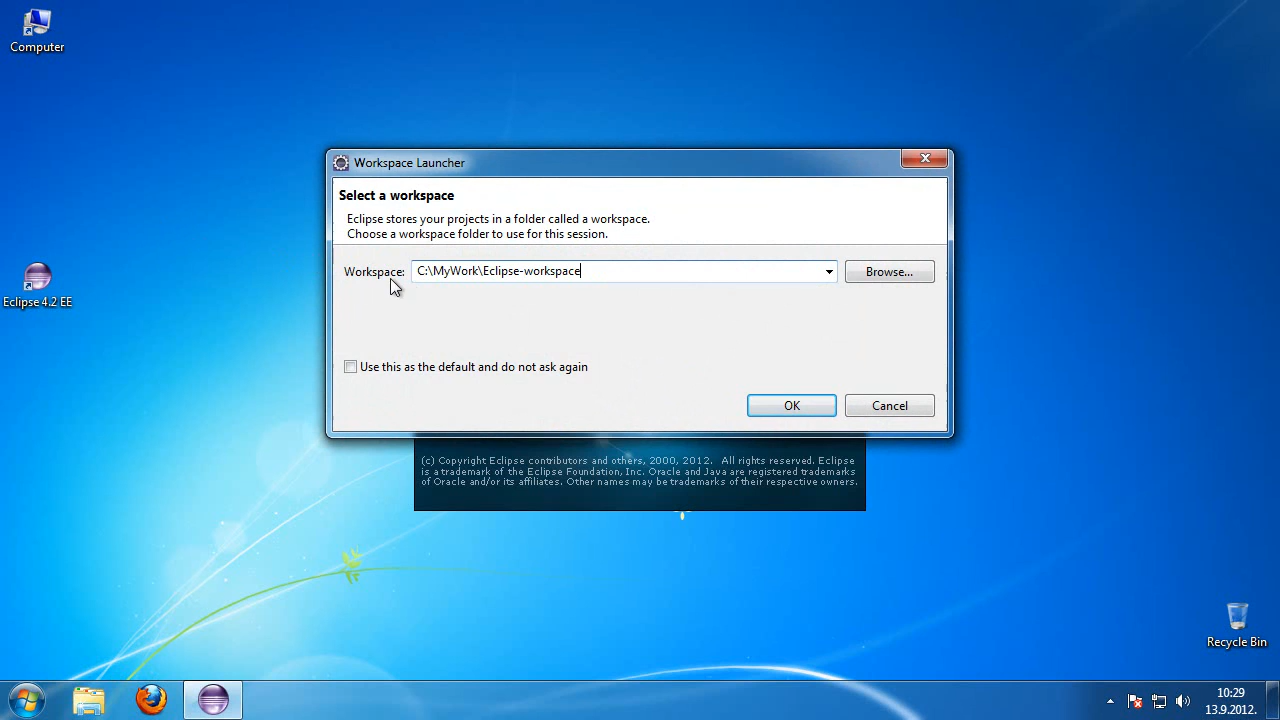 Computer
Workspace Launcher
Select a workspace
Eclipse stores your projects in a folder called a workspace.
Choose a workspace folder to use for this session.
Workspace: C:\MyWork\Eclipse-workspace Browse...
Eclipse 4.2 EE
Use this as the default and do not ask again
OK Cancel
(c) Copyright Eclipse contributors and others, 2000, 2012. All rights reserved. Eclipse
is a trademark of the Eclipse Foundation, Inc. Oracle and Java are registered trademarks
of Oracle and/or its affiliates. Other names may be trademarks of their respective owners.
Recycle Bin
10:29
13.9.2012.